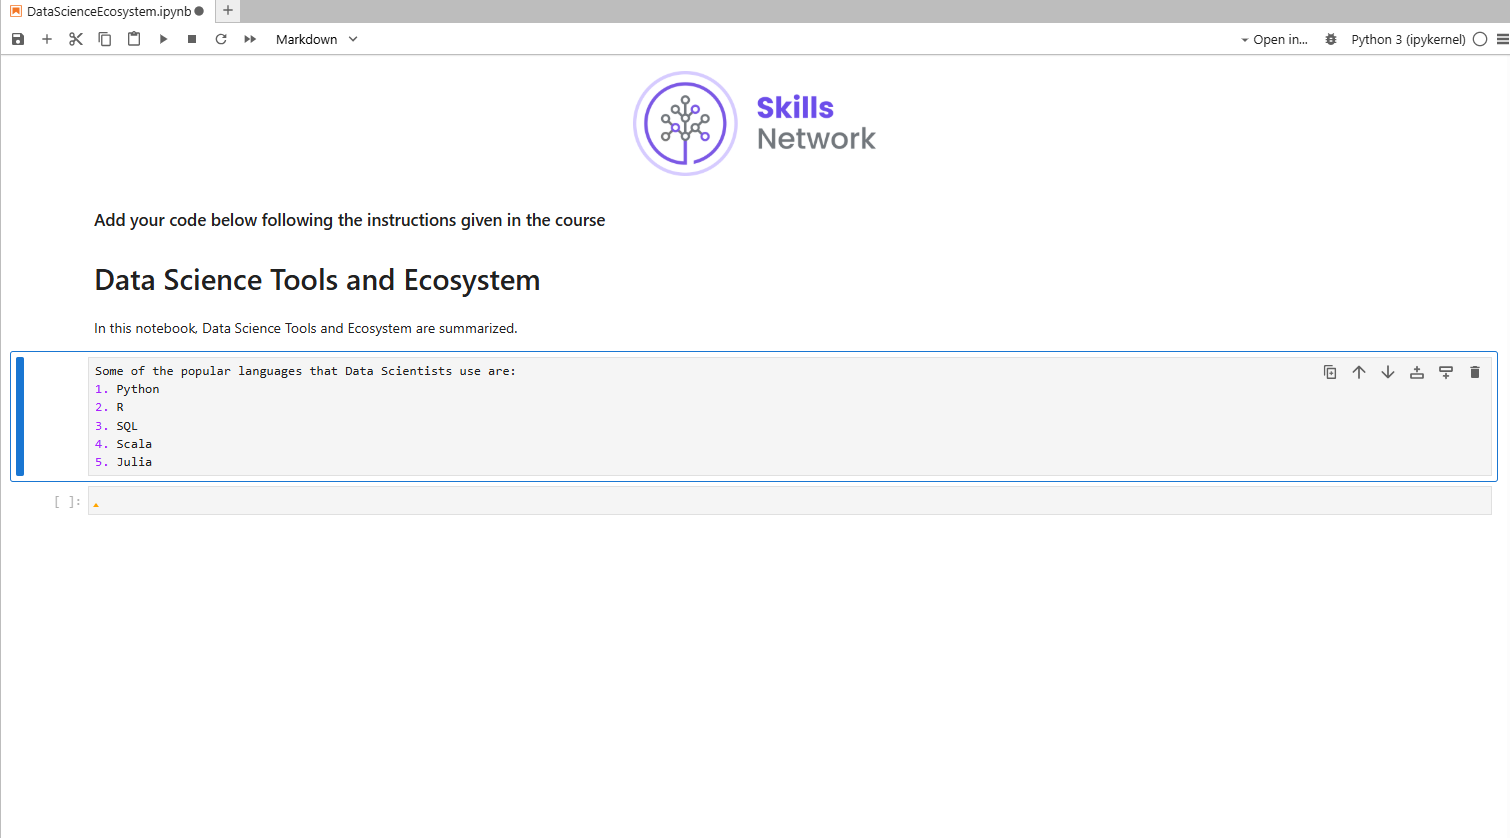 DataScienceEcosystem.ipynb
Markdown
Open in...
Python 3 (ipykernel)
Skills
Network
Add your code below following the instructions given in the course
Data Science Tools and Ecosystem
In this notebook, Data Science Tools and Ecosystem are summarized.
Some of the popular languages that Data Scientists use are:
1. Python
2. R
3. SQL
4. Scala
5. Julia
[ ]: